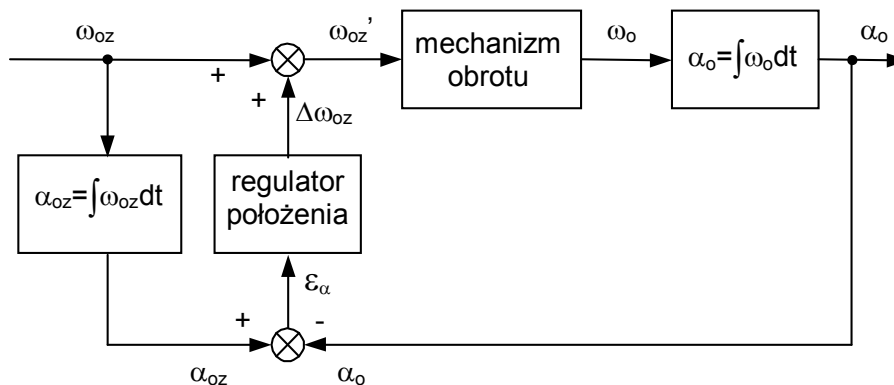 ωoz
+
+
ωoz’
mechanizm
obrotu
ωo
αo=∫ωodt
αo
Δωoz
αoz=∫ωozdt
regulator
położenia
εα
+
-
αoz
αo